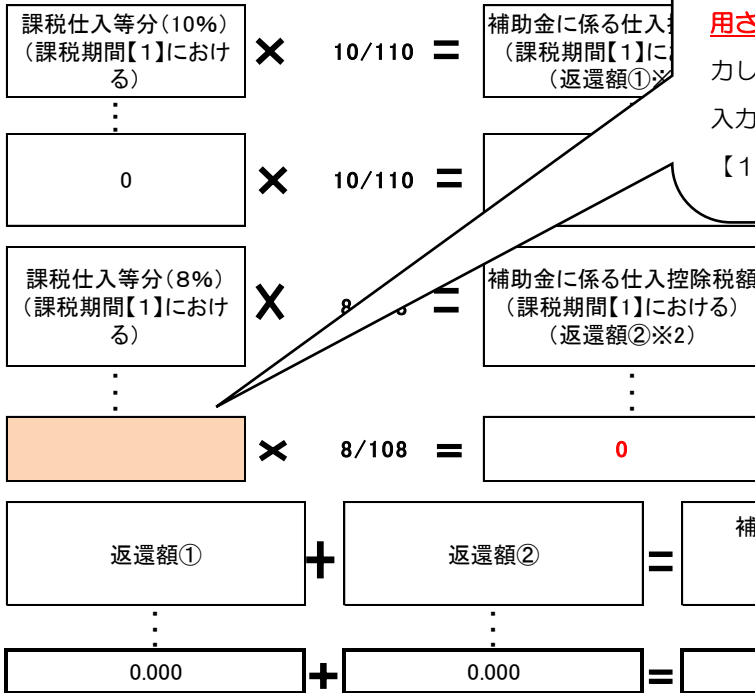 課税仕入等分（10%）
（課税期間【1】におけ
る）
×
10/110
＝
補助金に係る仕入
（課税期間【1】に
（返還額①※
用さ
力し
入力
【１
0
×
10/110
＝
課税仕入等分（８%）
（課税期間【1】におけ
る）
×
8
＝
補助金に係る仕入控除税額
（課税期間【1】における）
（返還額②※2）
×
8/108
＝
0
返還額①
＋
返還額②
＝
補
0.000
＋
0.000
＝